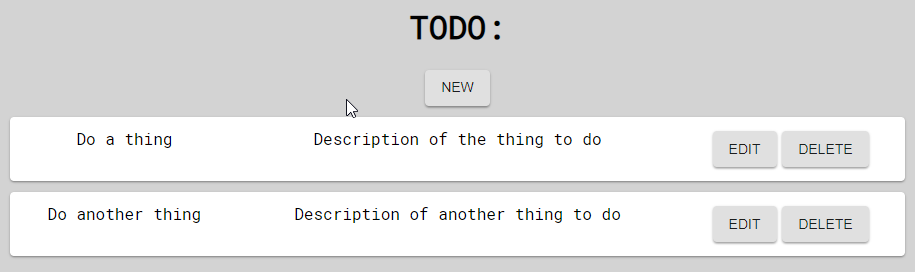 TODO:
NEW
Do a thing Description of the thing to do EDIT DELETE
Do another thing Description of another thing to do EDIT DELETE